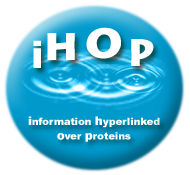 iHOP
information hyperlinked
over proteins